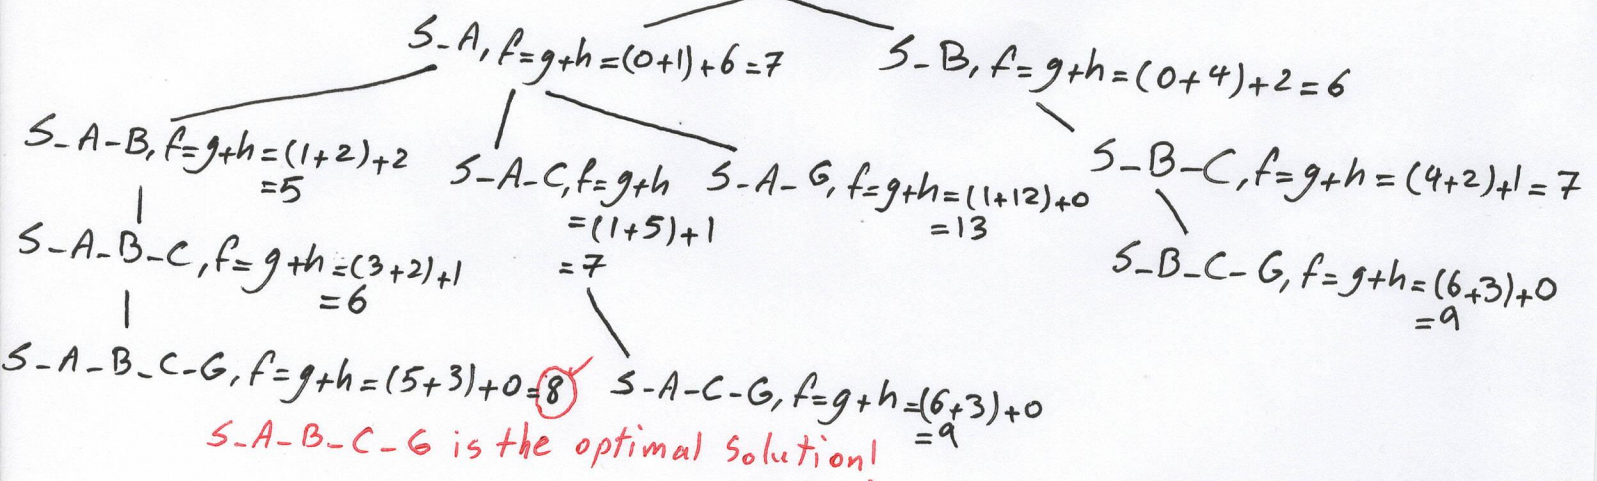 S-A, f=g+h=(0+1)+6=7
S-B, f=g+h=(0+4)+2=6
S-A-B, f=g+h=(1+2)+2
=5
S-A-C, f=g+h
=(1+5)+1
=7
S-A-G, f=g+h=(1+12)+0
=13
S-B-C, f=g+h=(4+2)+1=7
S-A-B-C, f=g+h=(3+2)+1
=6
S-B-C-G, f=g+h=(6+3)+0
=9
S-A-B-C-G, f=g+h=(5+3)+0=8
S-A-C-G, f=g+h=(6+3)+0
=9
S-A-B-C-G is the optimal solution!